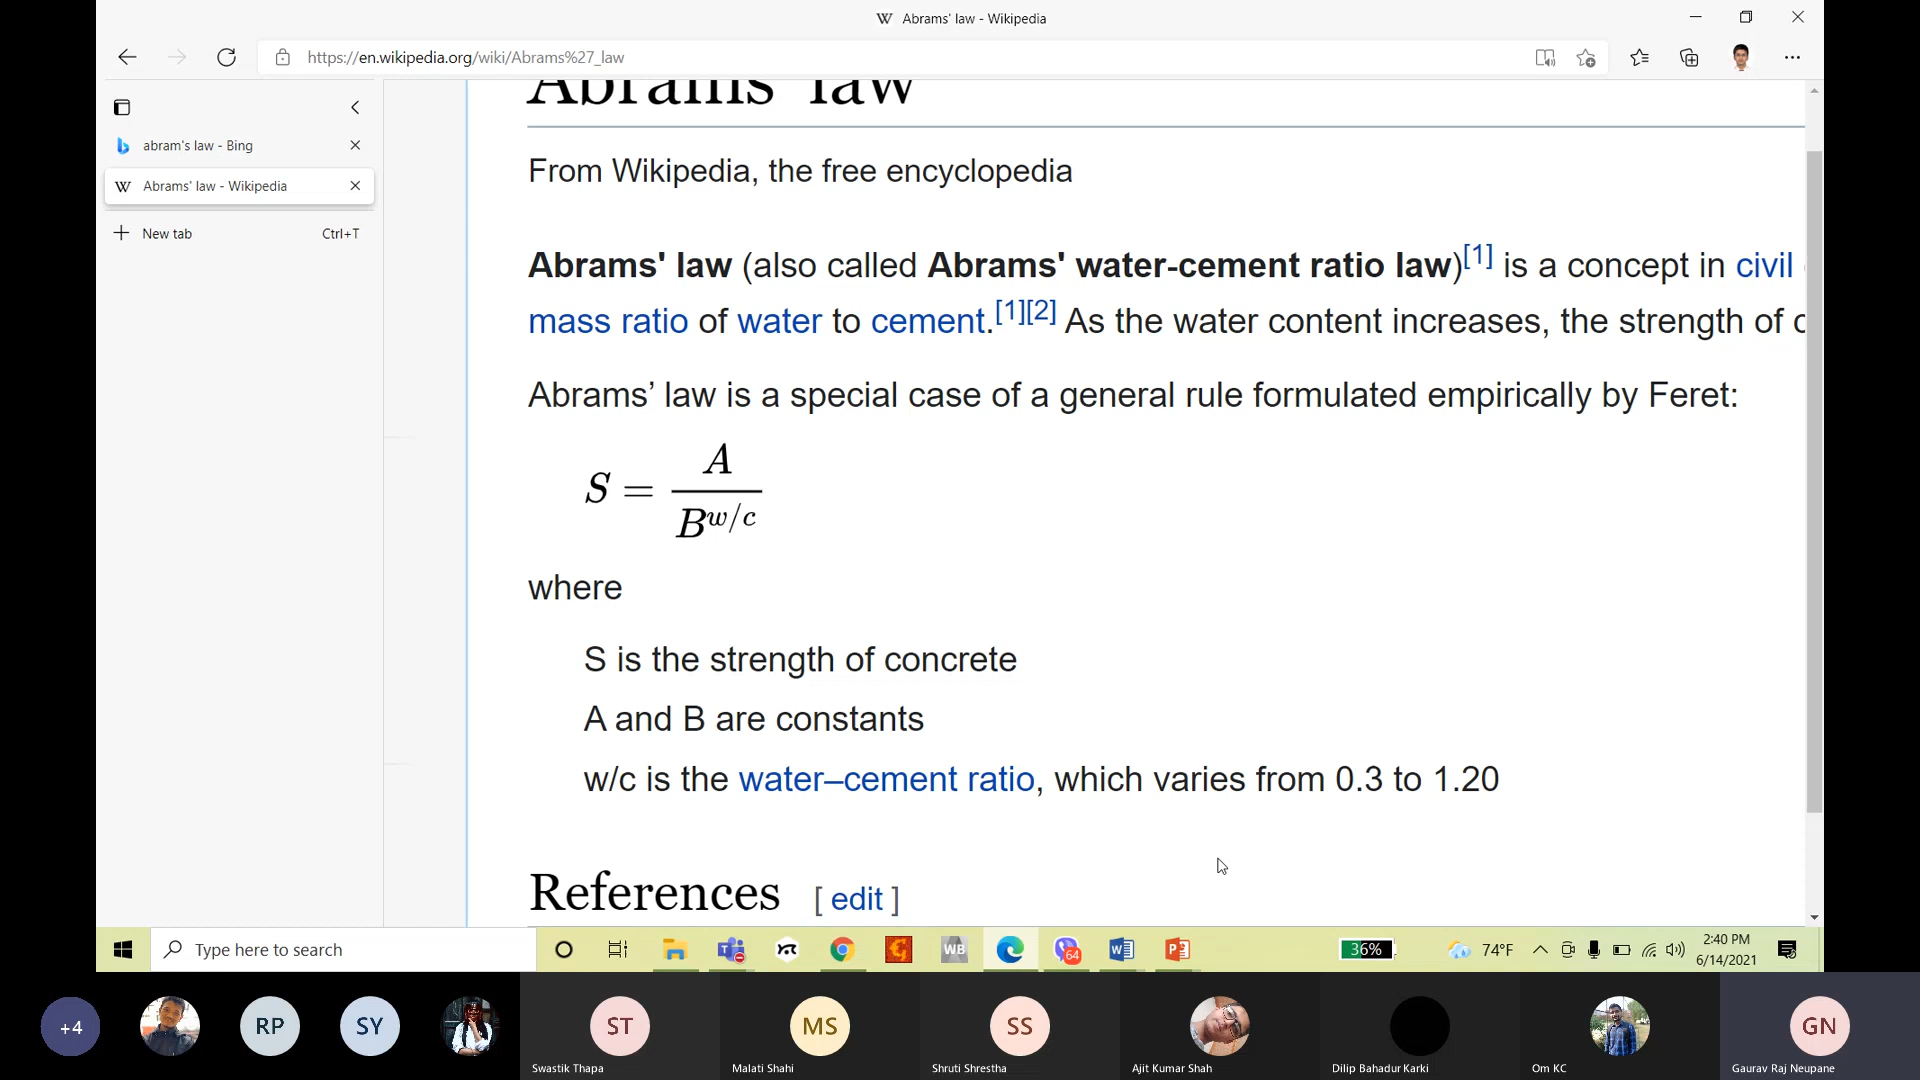 Abrams' law - Wikipedia
https://en.wikipedia.org/wiki/Abrams%27_law
abram's law - Bing
Abrams' law - Wikipedia
New tab Ctrl+T
Abrams' law
From Wikipedia, the free encyclopedia
Abrams' law (also called Abrams' water-cement ratio law)[1] is a concept in civil
mass ratio of water to cement.[1][2] As the water content increases, the strength of c
Abrams’ law is a special case of a general rule formulated empirically by Feret:
S = A / B^{w/c}
where
S is the strength of concrete
A and B are constants
w/c is the water–cement ratio, which varies from 0.3 to 1.20
References [ edit ]
Type here to search
WB
64
36%
74°F
2:40 PM
6/14/2021
+4
RP
SY
ST
MS
SS
GN
Swastik Thapa
Malati Shahi
Shruti Shrestha
Ajit Kumar Shah
Dilip Bahadur Karki
Om KC
Gaurav Raj Neupane